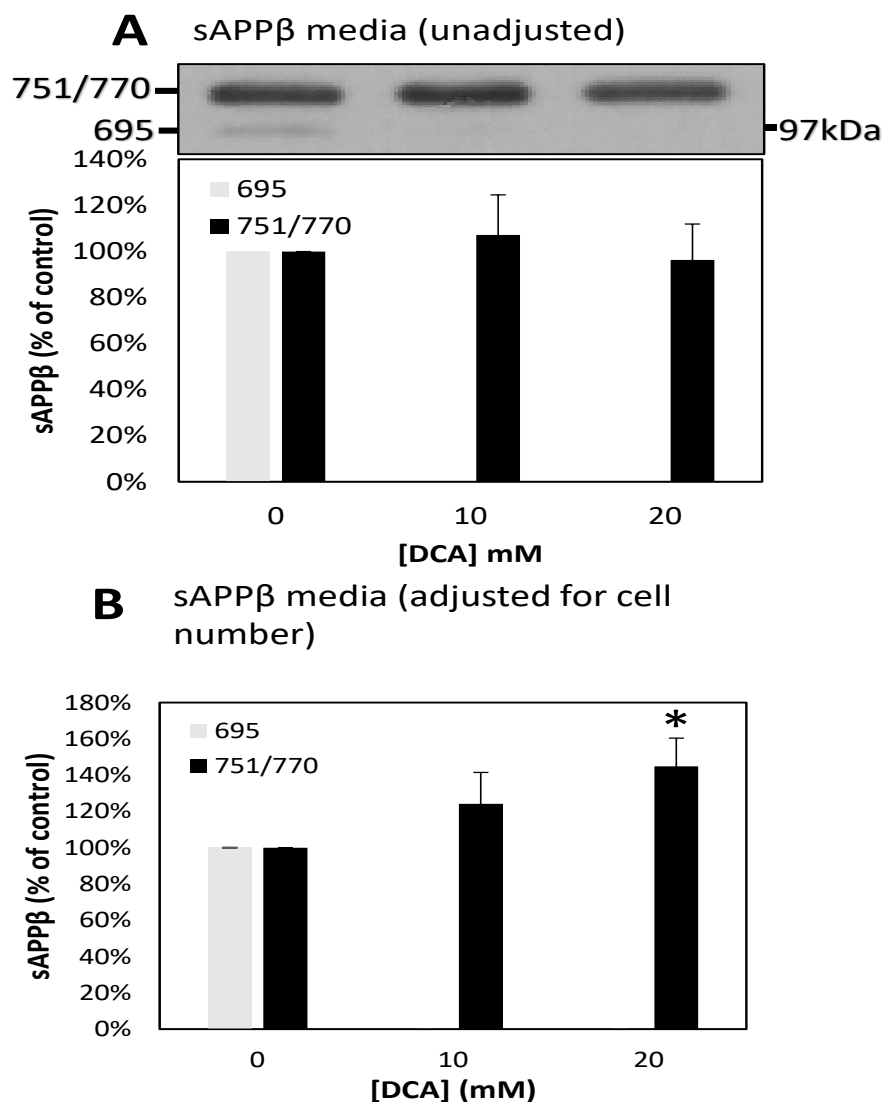 A sAPPβ media (unadjusted)
751/770
695
97kDa
140%
120%
100%
80%
60%
40%
20%
0%
sAPPβ (% of control)
695
751/770
0 10 20
[DCA] mM
B sAPPβ media (adjusted for cell
number)
180%
160%
140%
120%
100%
80%
60%
40%
20%
0%
sAPPβ (% of control)
695
751/770
*
0 10 20
[DCA] (mM)